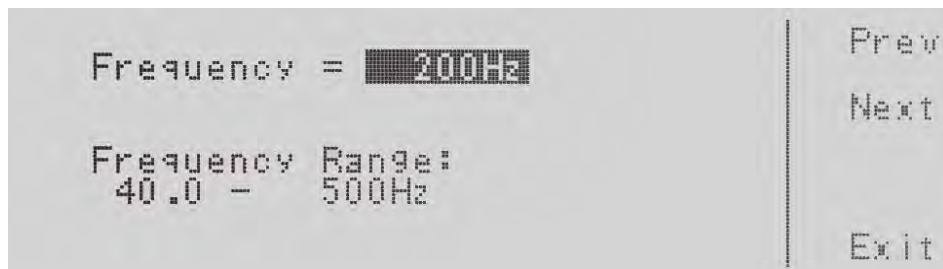 Frequency = 200Hz
Frequency Range:
40.0 - 500Hz
Prev
Next
Exit